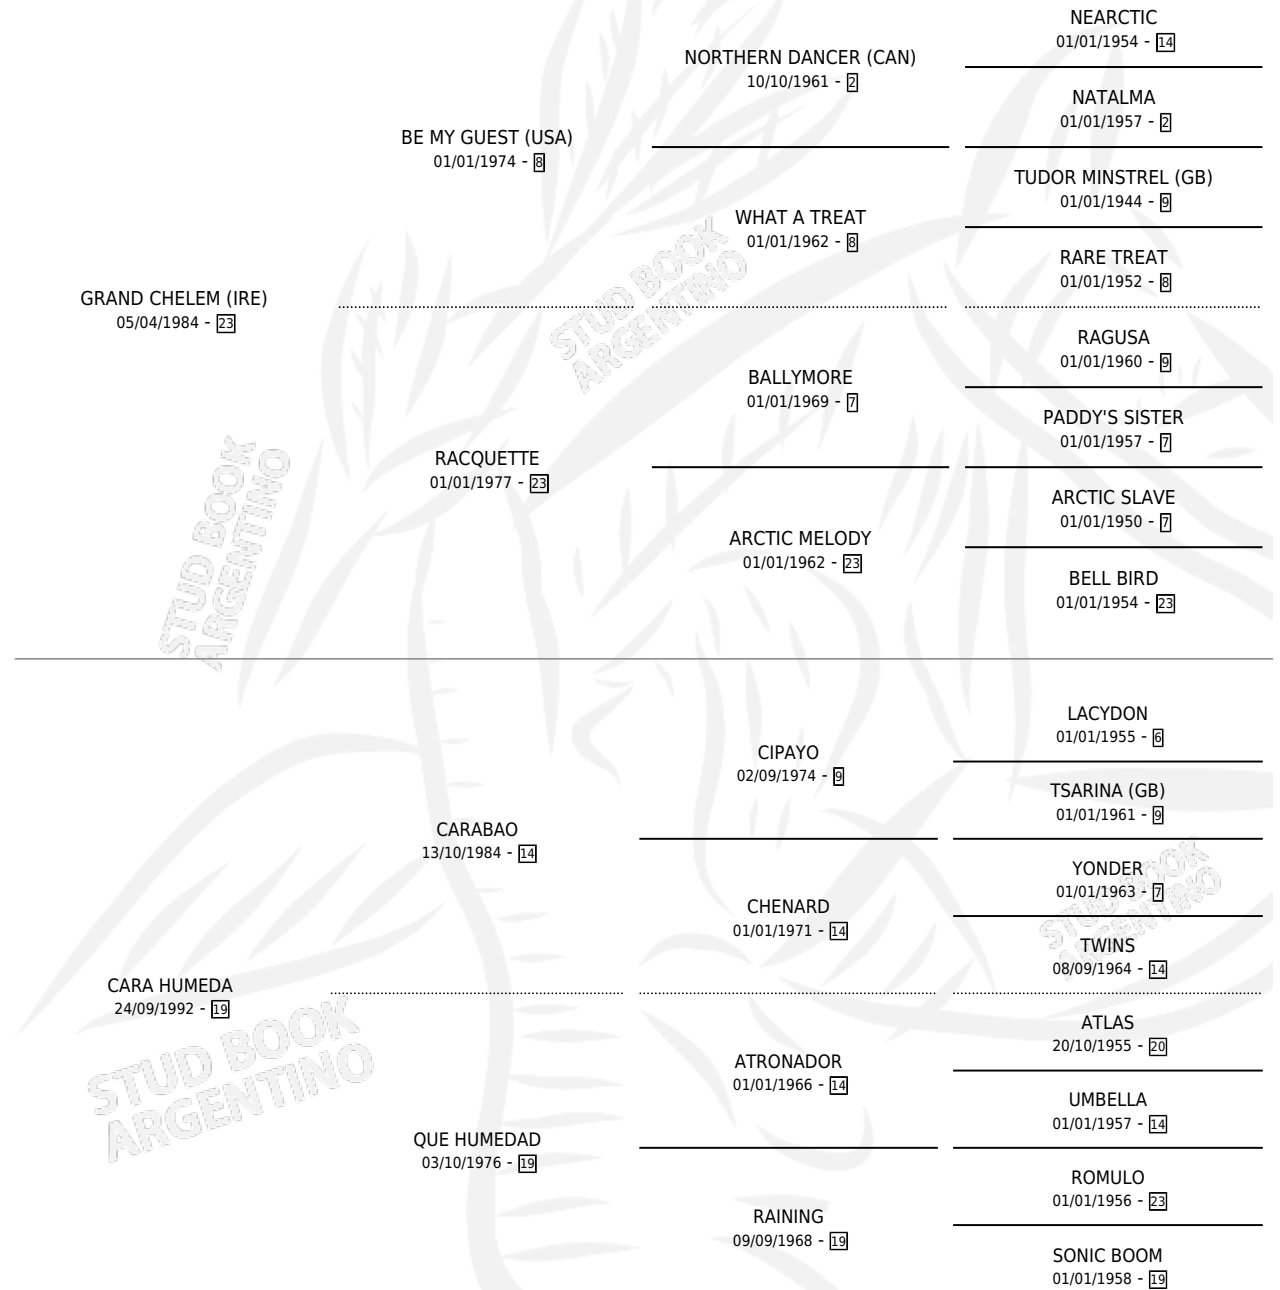 NEARCTIC
01/01/1954 - 14
NORTHERN DANCER (CAN)
10/10/1961 - 2
NATALMA
01/01/1957 - 2
BE MY GUEST (USA)
01/01/1974 - 8
TUDOR MINSTREL (GB)
01/01/1944 - 9
WHAT A TREAT
01/01/1962 - 8
RARE TREAT
01/01/1952 - 8
GRAND CHELEM (IRE)
05/04/1984 - 23
STUD BOOK
ARGENTINO
RAGUSA
01/01/1960 - 9
BALLYMORE
01/01/1969 - 7
PADDY'S SISTER
01/01/1957 - 7
RACQUETTE
01/01/1977 - 23
ARCTIC SLAVE
01/01/1950 - 7
ARCTIC MELODY
01/01/1962 - 23
BELL BIRD
01/01/1954 - 23
STUD BOOK
ARGENTINO
LACYDON
01/01/1955 - 6
CIPAYO
02/09/1974 - 9
TSARINA (GB)
01/01/1961 - 9
CARABAO
13/10/1984 - 14
YONDER
01/01/1963 - 7
CHENARD
01/01/1971 - 14
STUD BOOK
ARGENTINO
TWINS
08/09/1964 - 14
CARA HUMEDA
24/09/1992 - 19
ATLAS
20/10/1955 - 20
ATRONADOR
01/01/1966 - 14
STUD BOOK
ARGENTINO
UMBELLA
01/01/1957 - 14
QUE HUMEDAD
03/10/1976 - 19
ROMULO
01/01/1956 - 23
RAINING
09/09/1968 - 19
SONIC BOOM
01/01/1958 - 19